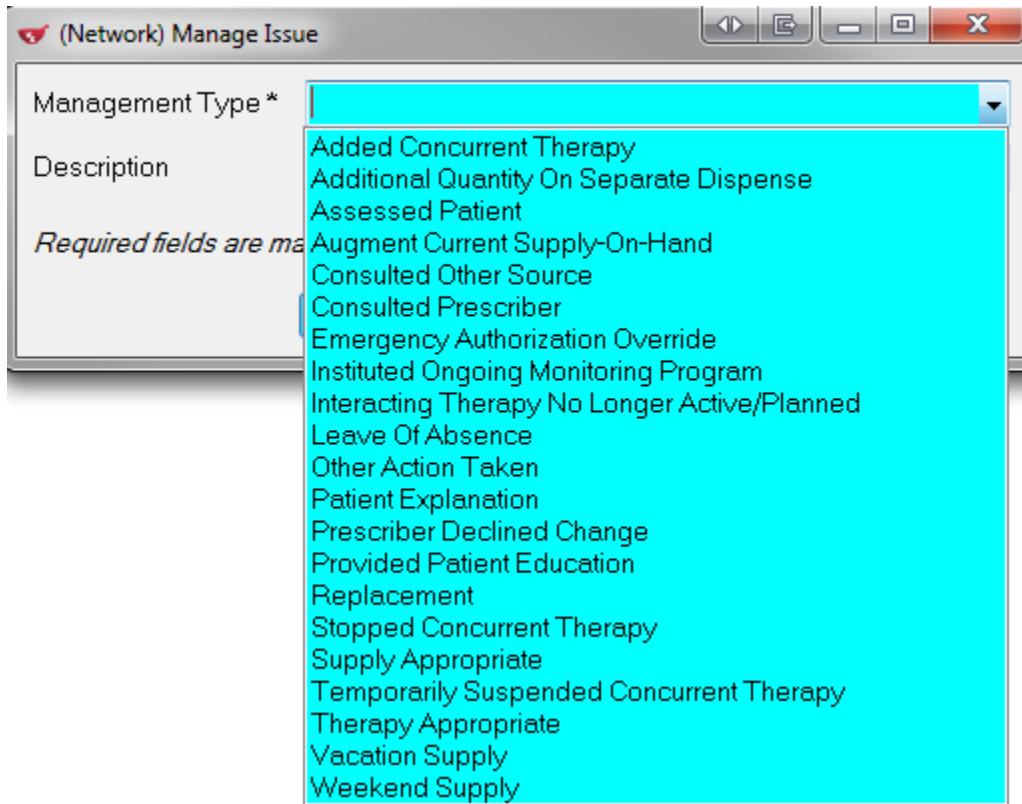 (Network) Manage Issue
Management Type *
Description
Required fields are ma
Added Concurrent Therapy
Additional Quantity On Separate Dispense
Assessed Patient
Augment Current Supply-On-Hand
Consulted Other Source
Consulted Prescriber
Emergency Authorization Override
Instituted Ongoing Monitoring Program
Interacting Therapy No Longer Active/Planned
Leave Of Absence
Other Action Taken
Patient Explanation
Prescriber Declined Change
Provided Patient Education
Replacement
Stopped Concurrent Therapy
Supply Appropriate
Temporarily Suspended Concurrent Therapy
Therapy Appropriate
Vacation Supply
Weekend Supply